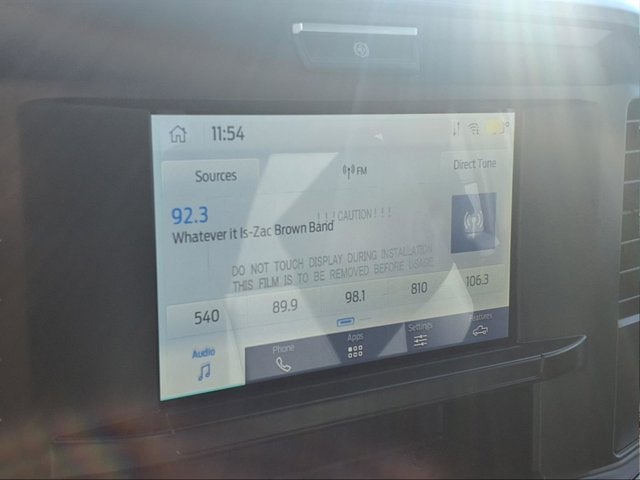 11:54
Sources
FM
Direct Tune
92.3
! ! ! CAUTION ! ! !
Whatever it Is-Zac Brown Band
DO NOT TOUCH DISPLAY DURING INSTALLATION
THIS FILM IS TO BE REMOVED BEFORE USAGE
540 89.9 98.1 810 106.3
Audio Phone Apps Settings Features